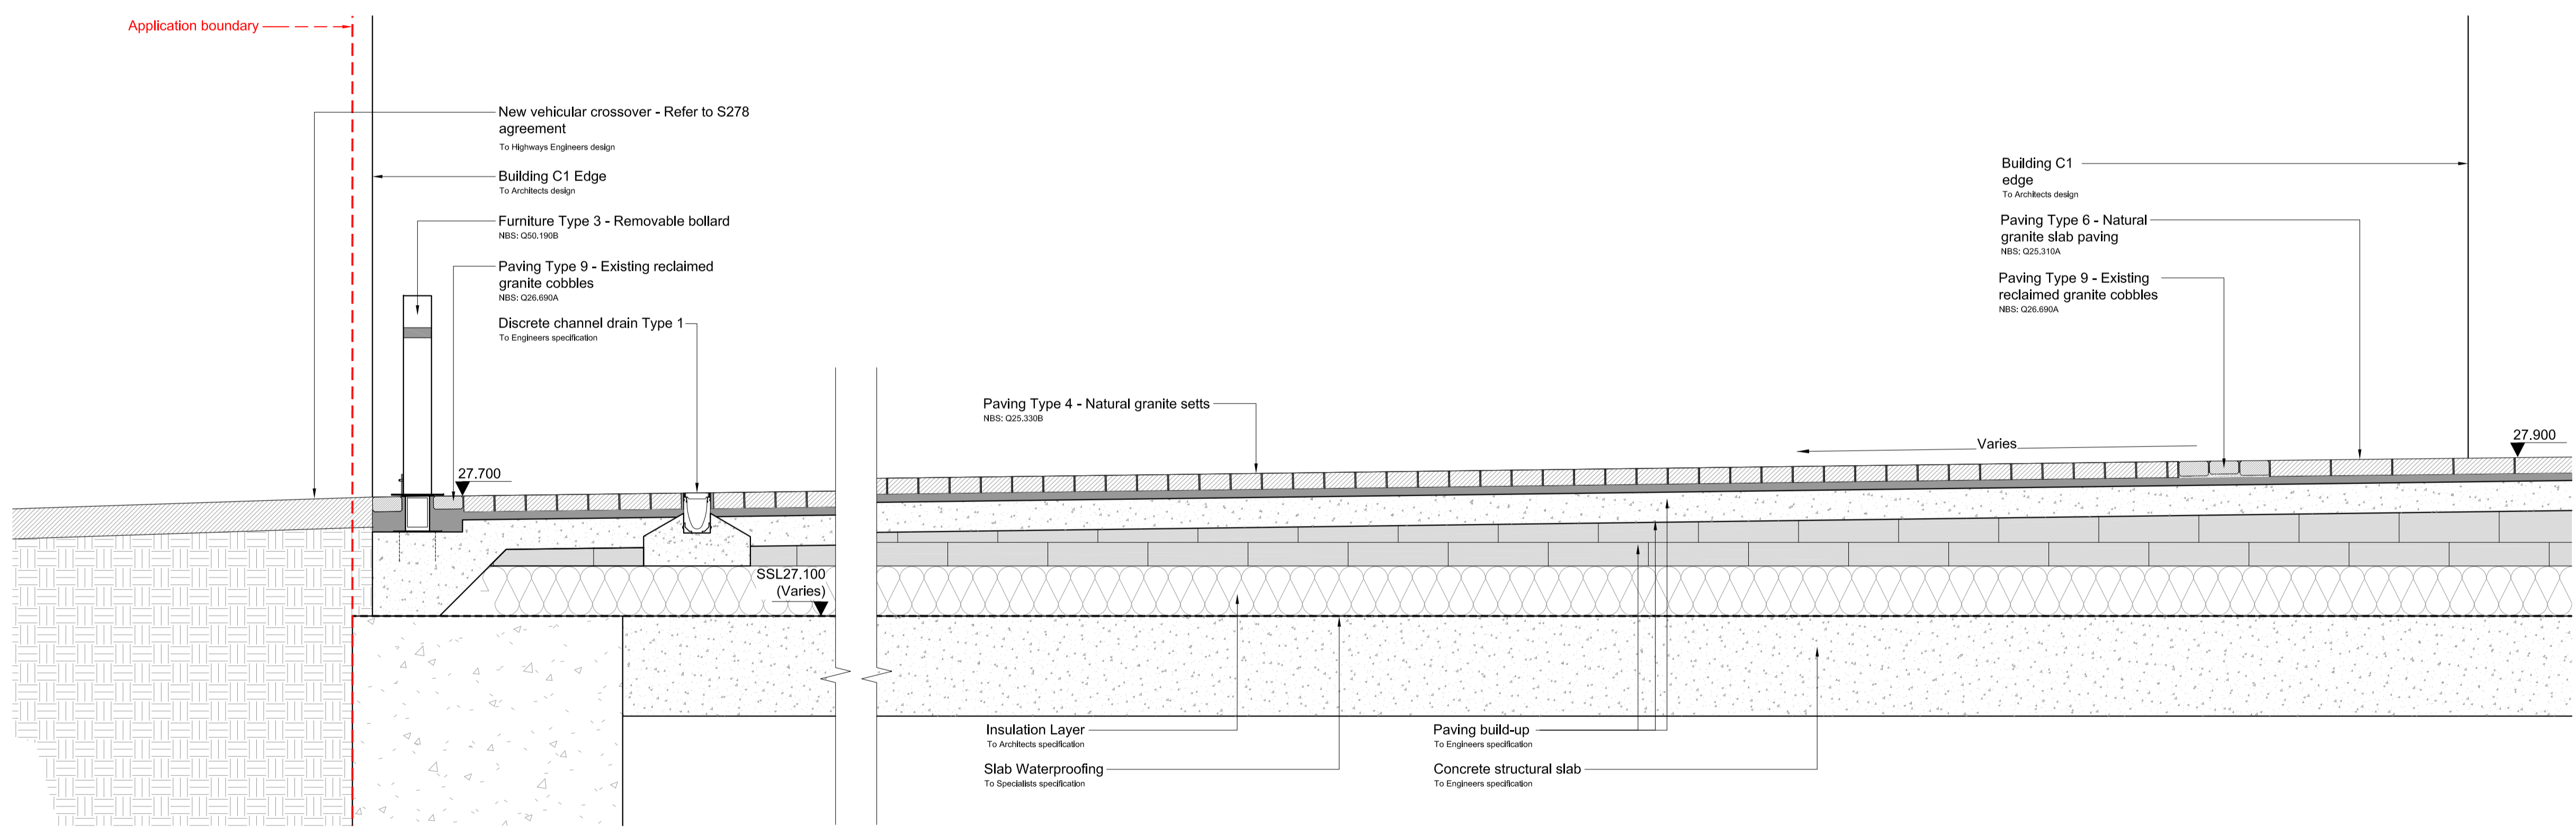 Application boundary
New vehicular crossover - Refer to S278
agreement
To Highways Engineers design
Building C1 Edge
To Architects design
Furniture Type 3 - Removable bollard
NBS: Q50.190B
Paving Type 9 - Existing reclaimed
granite cobbles
NBS: Q26.690A
Discrete channel drain Type 1
To Engineers specification
27.700
SSL27.100
(Varies)
Paving Type 4 - Natural granite setts
NBS: Q25.330B
Building C1
edge
To Architects design
Paving Type 6 - Natural
granite slab paving
NBS: Q25.310A
Paving Type 9 - Existing
reclaimed granite cobbles
NBS: Q26.690A
Varies
27.900
Insulation Layer
To Architects specification
Slab Waterproofing
To Specialists specification
Paving build-up
To Engineers specification
Concrete structural slab
To Engineers specification